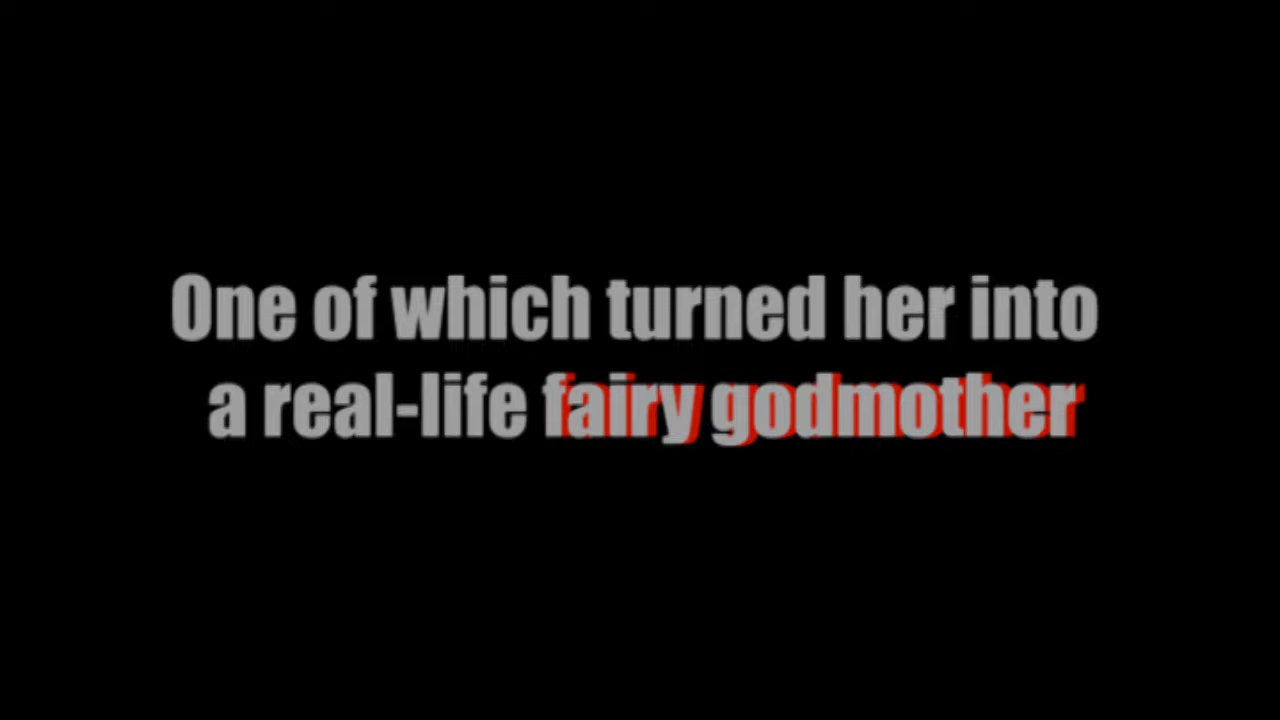 One of which turned her into
a real-life fairy godmother